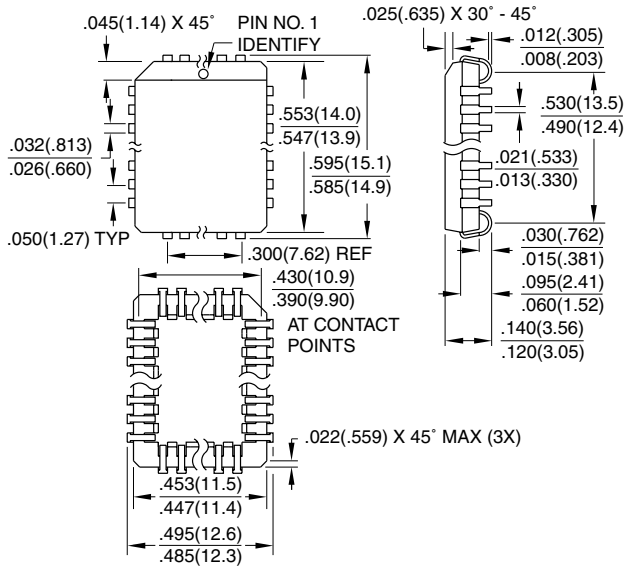 .045(1.14) X 45˚
PIN NO. 1
IDENTIFY
.025(.635) X 30˚ - 45˚
.012(.305)
.008(.203)
.553(14.0)
.547(13.9)
.595(15.1)
.585(14.9)
.032(.813)
.026(.660)
.050(1.27) TYP
.530(13.5)
.490(12.4)
.021(.533)
.013(.330)
.030(.762)
.015(.381)
.095(2.41)
.060(1.52)
.140(3.56)
.120(3.05)
.300(7.62) REF
.430(10.9)
.390(9.90)
AT CONTACT
POINTS
.022(.559) X 45˚ MAX (3X)
.453(11.5)
.447(11.4)
.495(12.6)
.485(12.3)